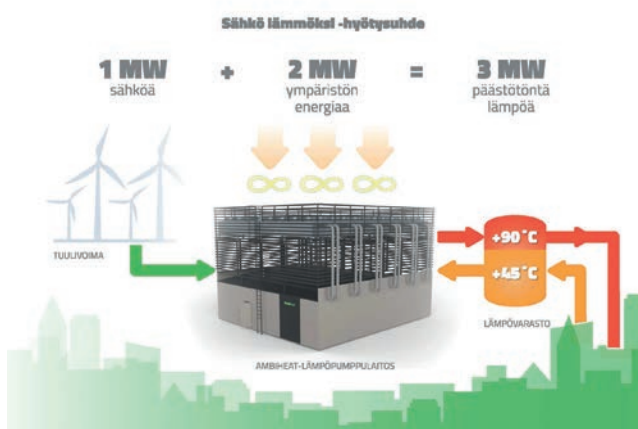 Sähkö lämmöksi -hyötysuhde
1 MW + 2 MW = 3 MW
sähköä ympäristön päästötöntä
energiaa lämpöä
+90°C
+45°C
TUULIVOIMA
LÄMPÖVARASTO
AMBIHEAT-LÄMPÖPUMPPULAITOS